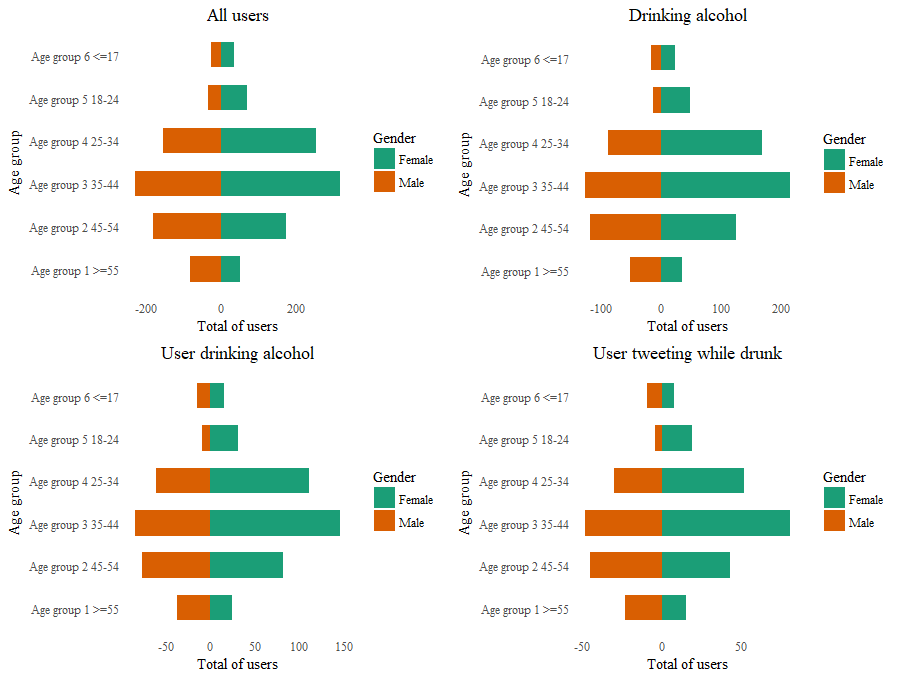 All users
Age group
Age group 6 <=17
Age group 5 18-24
Age group 4 25-34
Age group 3 35-44
Age group 2 45-54
Age group 1 >=55
-200 0 200
Total of users
Gender
Female
Male
Drinking alcohol
Age group
Age group 6 <=17
Age group 5 18-24
Age group 4 25-34
Age group 3 35-44
Age group 2 45-54
Age group 1 >=55
-100 0 100 200
Total of users
Gender
Female
Male
User drinking alcohol
Age group
Age group 6 <=17
Age group 5 18-24
Age group 4 25-34
Age group 3 35-44
Age group 2 45-54
Age group 1 >=55
-50 0 50 100 150
Total of users
Gender
Female
Male
User tweeting while drunk
Age group
Age group 6 <=17
Age group 5 18-24
Age group 4 25-34
Age group 3 35-44
Age group 2 45-54
Age group 1 >=55
-50 0 50
Total of users
Gender
Female
Male